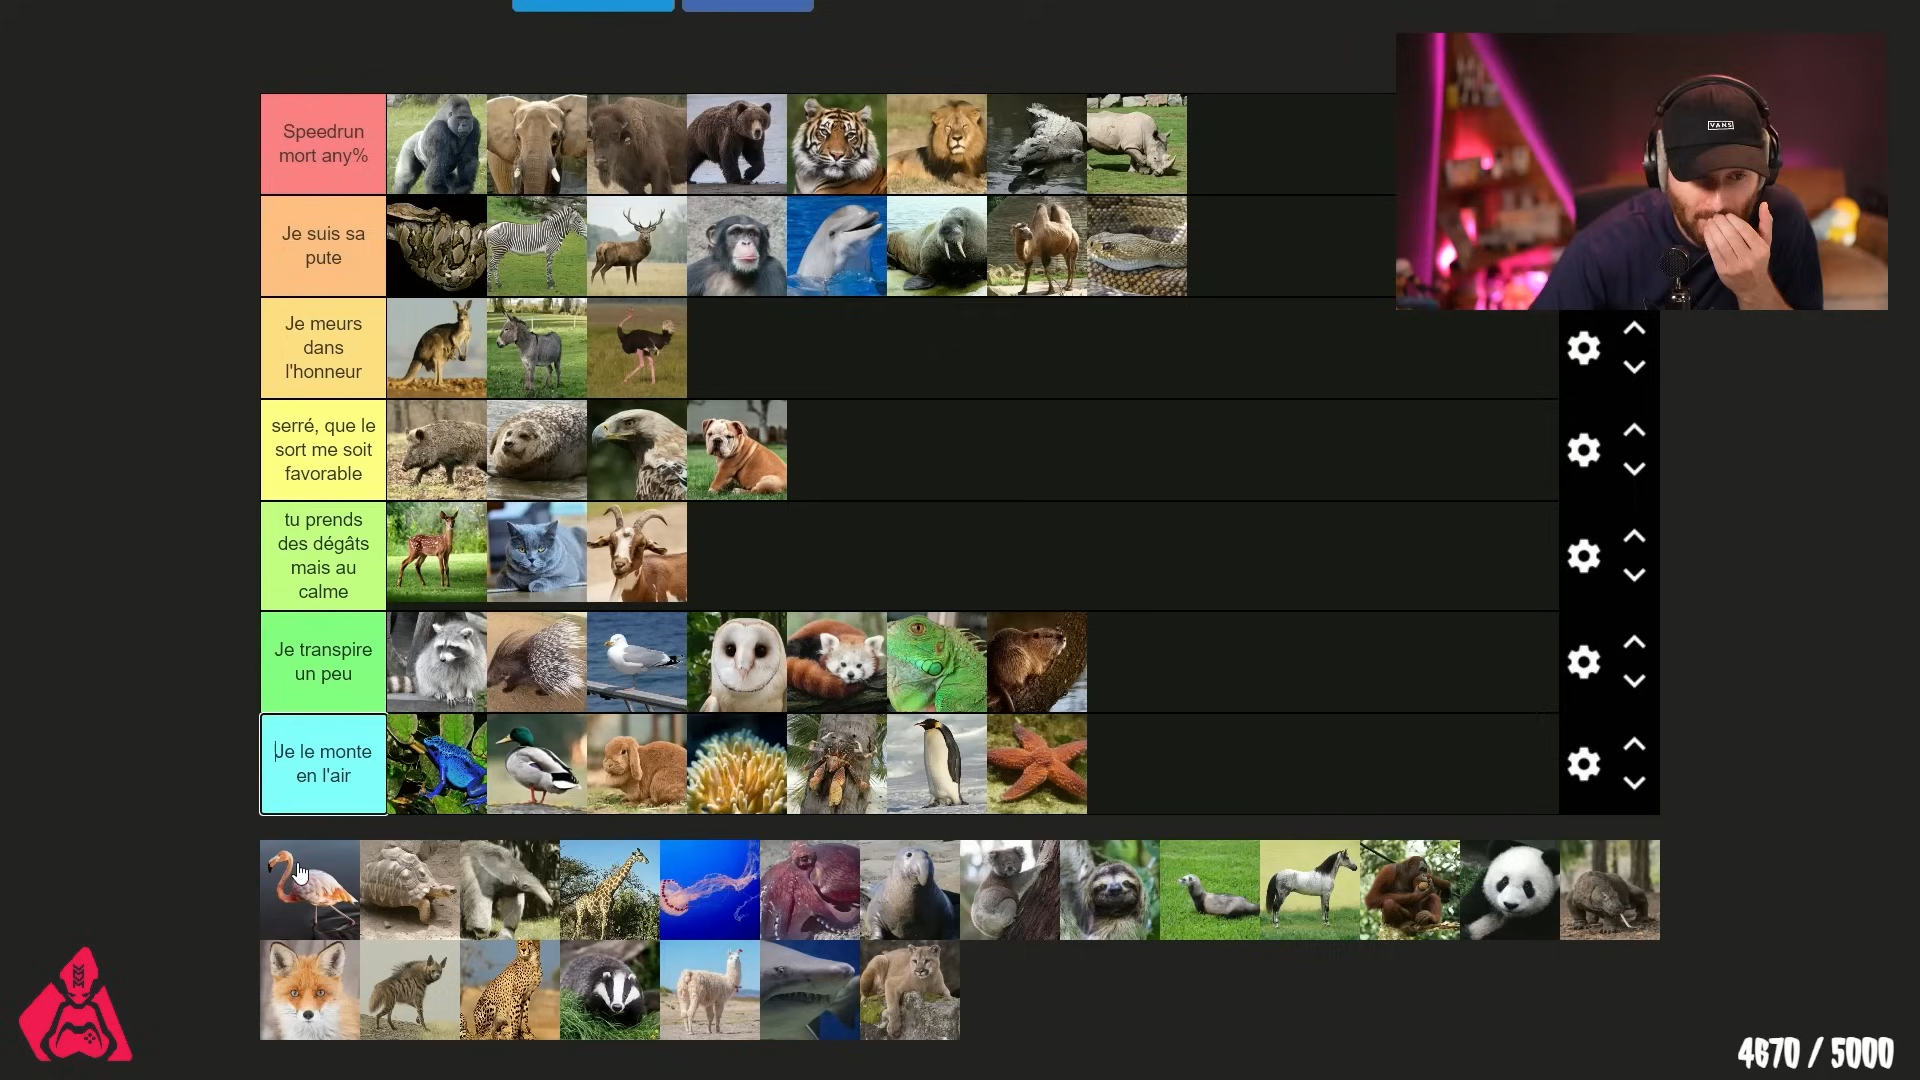 VANS
Speedrun
mort any%
Je suis sa
pute
Je meurs
dans
l'honneur
serré, que le
sort me soit
favorable
tu prends
des dégâts
mais au
calme
Je transpire
un peu
Je le monte
en l'air
4670 / 5000